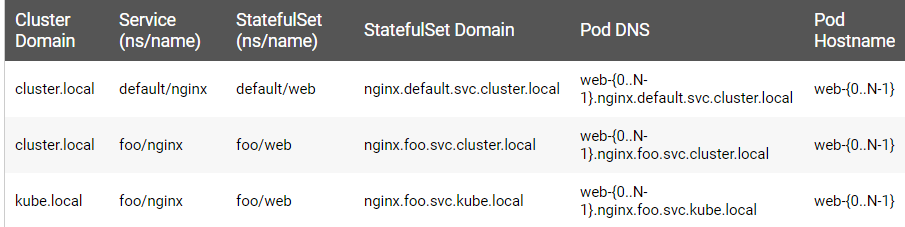 Cluster Domain | Service (ns/name) | StatefulSet (ns/name) | StatefulSet Domain | Pod DNS | Pod Hostname
cluster.local | default/nginx | default/web | nginx.default.svc.cluster.local | web-{0..N-1}.nginx.default.svc.cluster.local | web-{0..N-1}
cluster.local | foo/nginx | foo/web | nginx.foo.svc.cluster.local | web-{0..N-1}.nginx.foo.svc.cluster.local | web-{0..N-1}
kube.local | foo/nginx | foo/web | nginx.foo.svc.kube.local | web-{0..N-1}.nginx.foo.svc.kube.local | web-{0..N-1}